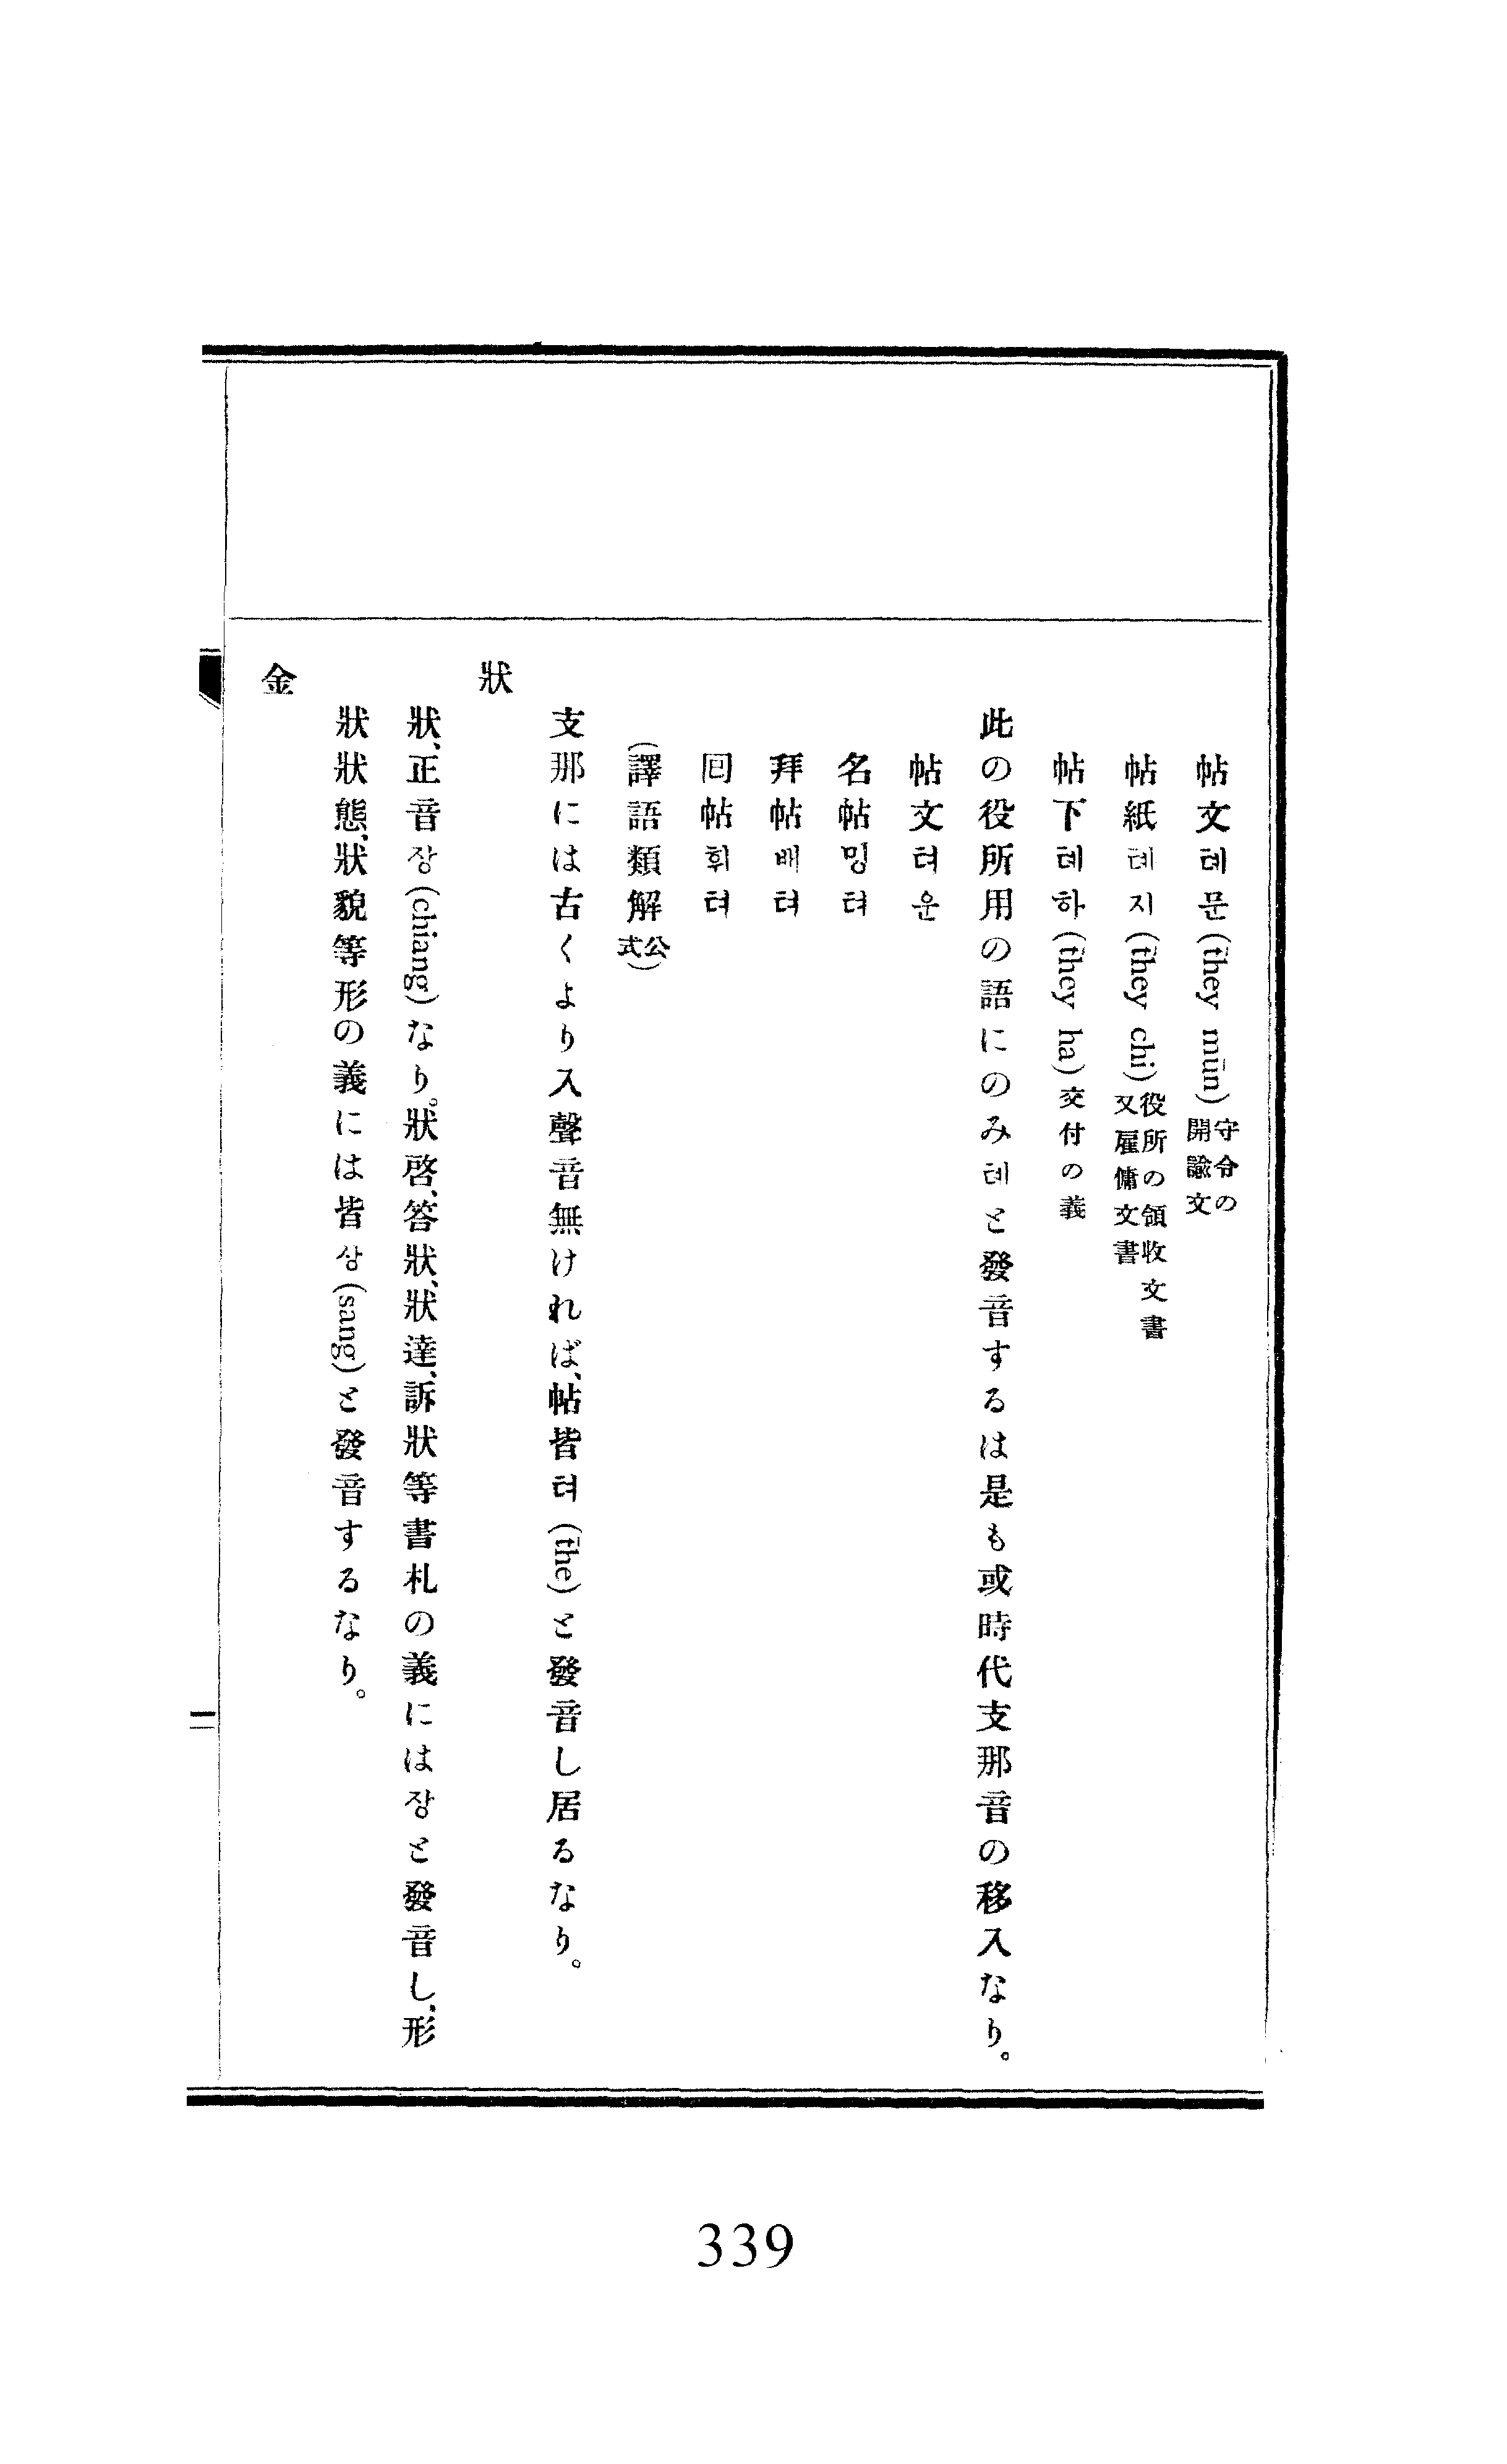 帖文뎨문(they mun)守令の開諭文
帖紙뎨지(they chi)役所の領收文書又雇傭文書
帖下뎨하(they ha)交付の義
此の役所用の語にのみ뎨と發音するは是も或時代支那音の移入なり。
帖文텨운
名帖밍텨
拜帖배텨
回帖휘텨
(譯語類解公式)
支那には古くより入聲音無ければ、帖皆텨(the)と發音し居るなり。
狀
狀、正音장(chiang)なり。狀啓、答狀、狀達、訴狀等書札の義には장と發音し、形
狀狀態、狀貌等形の義には皆상(sang)と發音するなり。
金
二
339